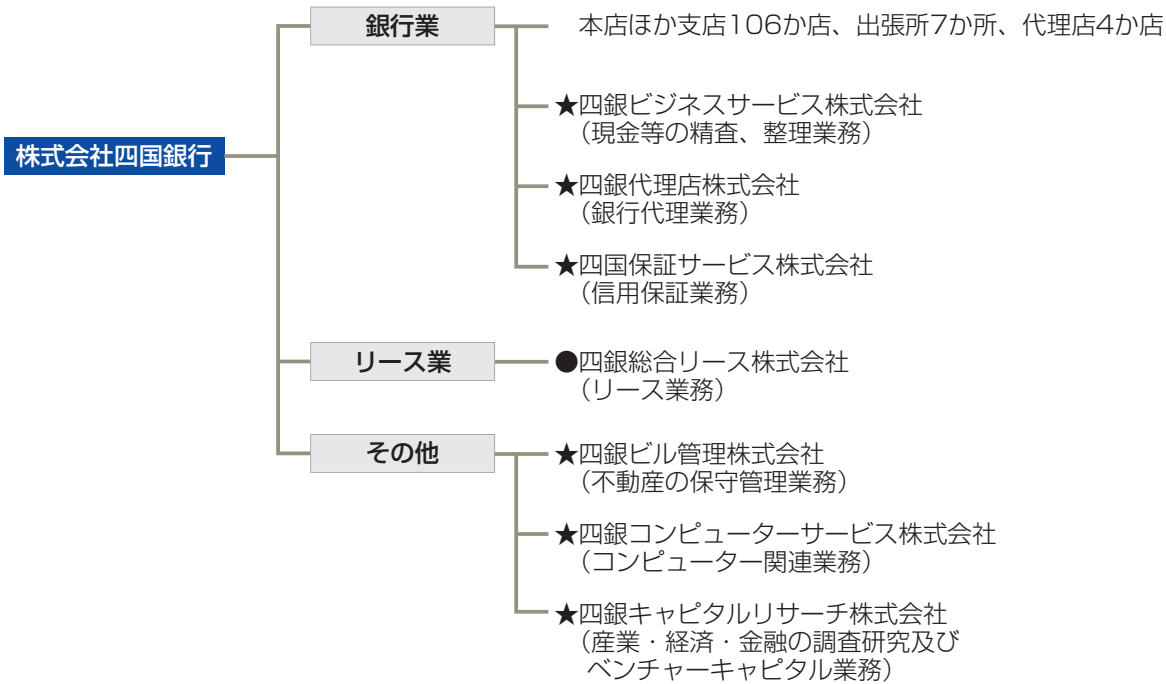 銀行業
本店ほか支店106か店、出張所7か所、代理店4か店
★四銀ビジネスサービス株式会社
（現金等の精査、整理業務）
株式会社四国銀行
★四銀代理店株式会社
（銀行代理業務）
★四国保証サービス株式会社
（信用保証業務）
リース業
●四銀総合リース株式会社
（リース業務）
その他
★四銀ビル管理株式会社
（不動産の保守管理業務）
★四銀コンピューターサービス株式会社
（コンピューター関連業務）
★四銀キャピタルリサーチ株式会社
（産業・経済・金融の調査研究及び
ベンチャーキャピタル業務）